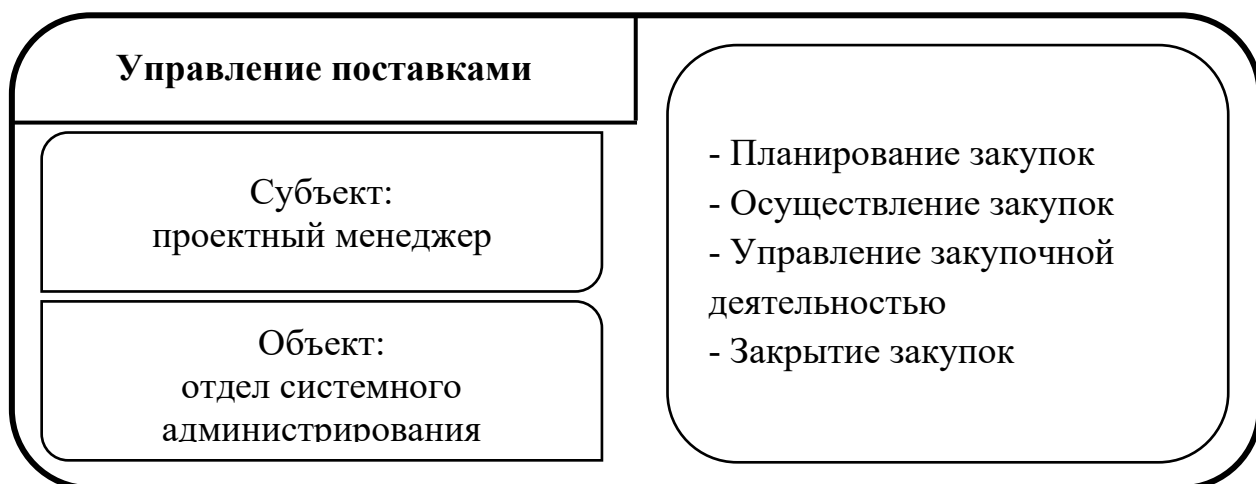 Управление поставками
Субъект:
проектный менеджер
Объект:
отдел системного
администрирования
- Планирование закупок
- Осуществление закупок
- Управление закупочной
деятельностью
- Закрытие закупок